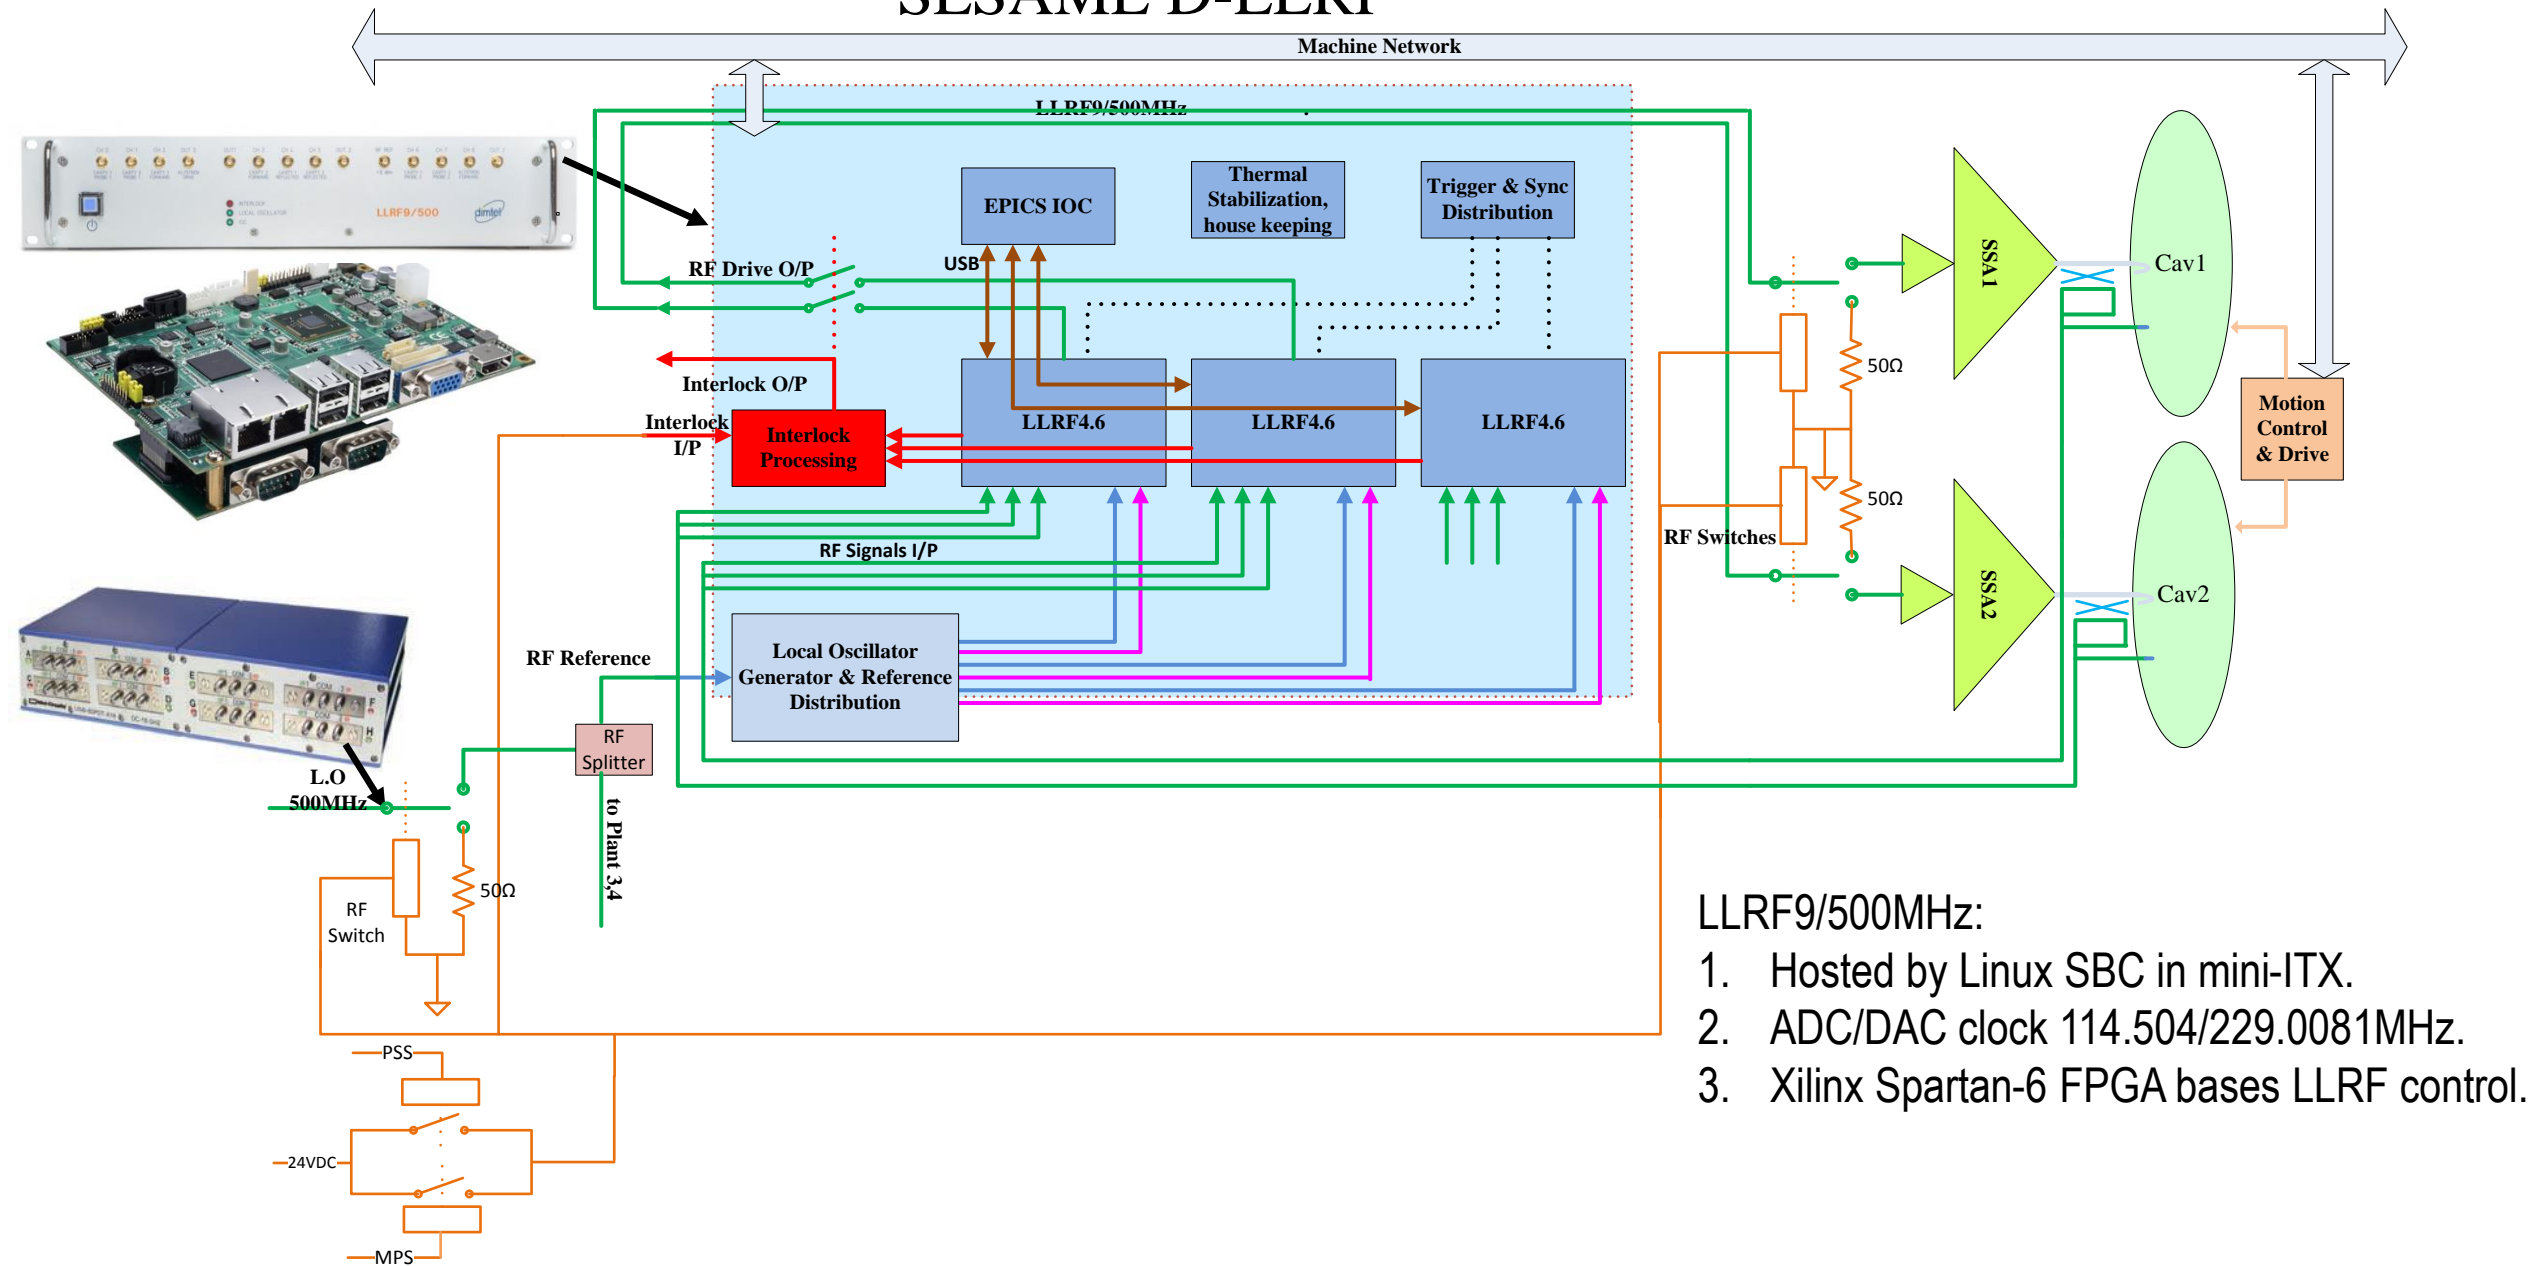 SESAME D-LLRF
Machine Network
LLRF9/500MHz
INTERLOCK
LOCAL OSCILLATOR
LLRF9/500
dimtel
EPICS IOC
Thermal
Stabilization,
house keeping
Trigger & Sync
Distribution
RF Drive O/P
USB
Interlock O/P
Interlock
I/P
Interlock
Processing
LLRF4.6
LLRF4.6
LLRF4.6
RF Signals I/P
RF Switches
50Ω
50Ω
SSA1
Cav1
SSA2
Cav2
Motion
Control
& Drive
RF Reference
Local Oscillator
Generator & Reference
Distribution
RF
Splitter
to Plant 3,4
L.O
500MHz
RF
Switch
50Ω
PSS
24VDC
MPS
LLRF9/500MHz:
1. Hosted by Linux SBC in mini-ITX.
2. ADC/DAC clock 114.504/229.0081MHz.
3. Xilinx Spartan-6 FPGA bases LLRF control.